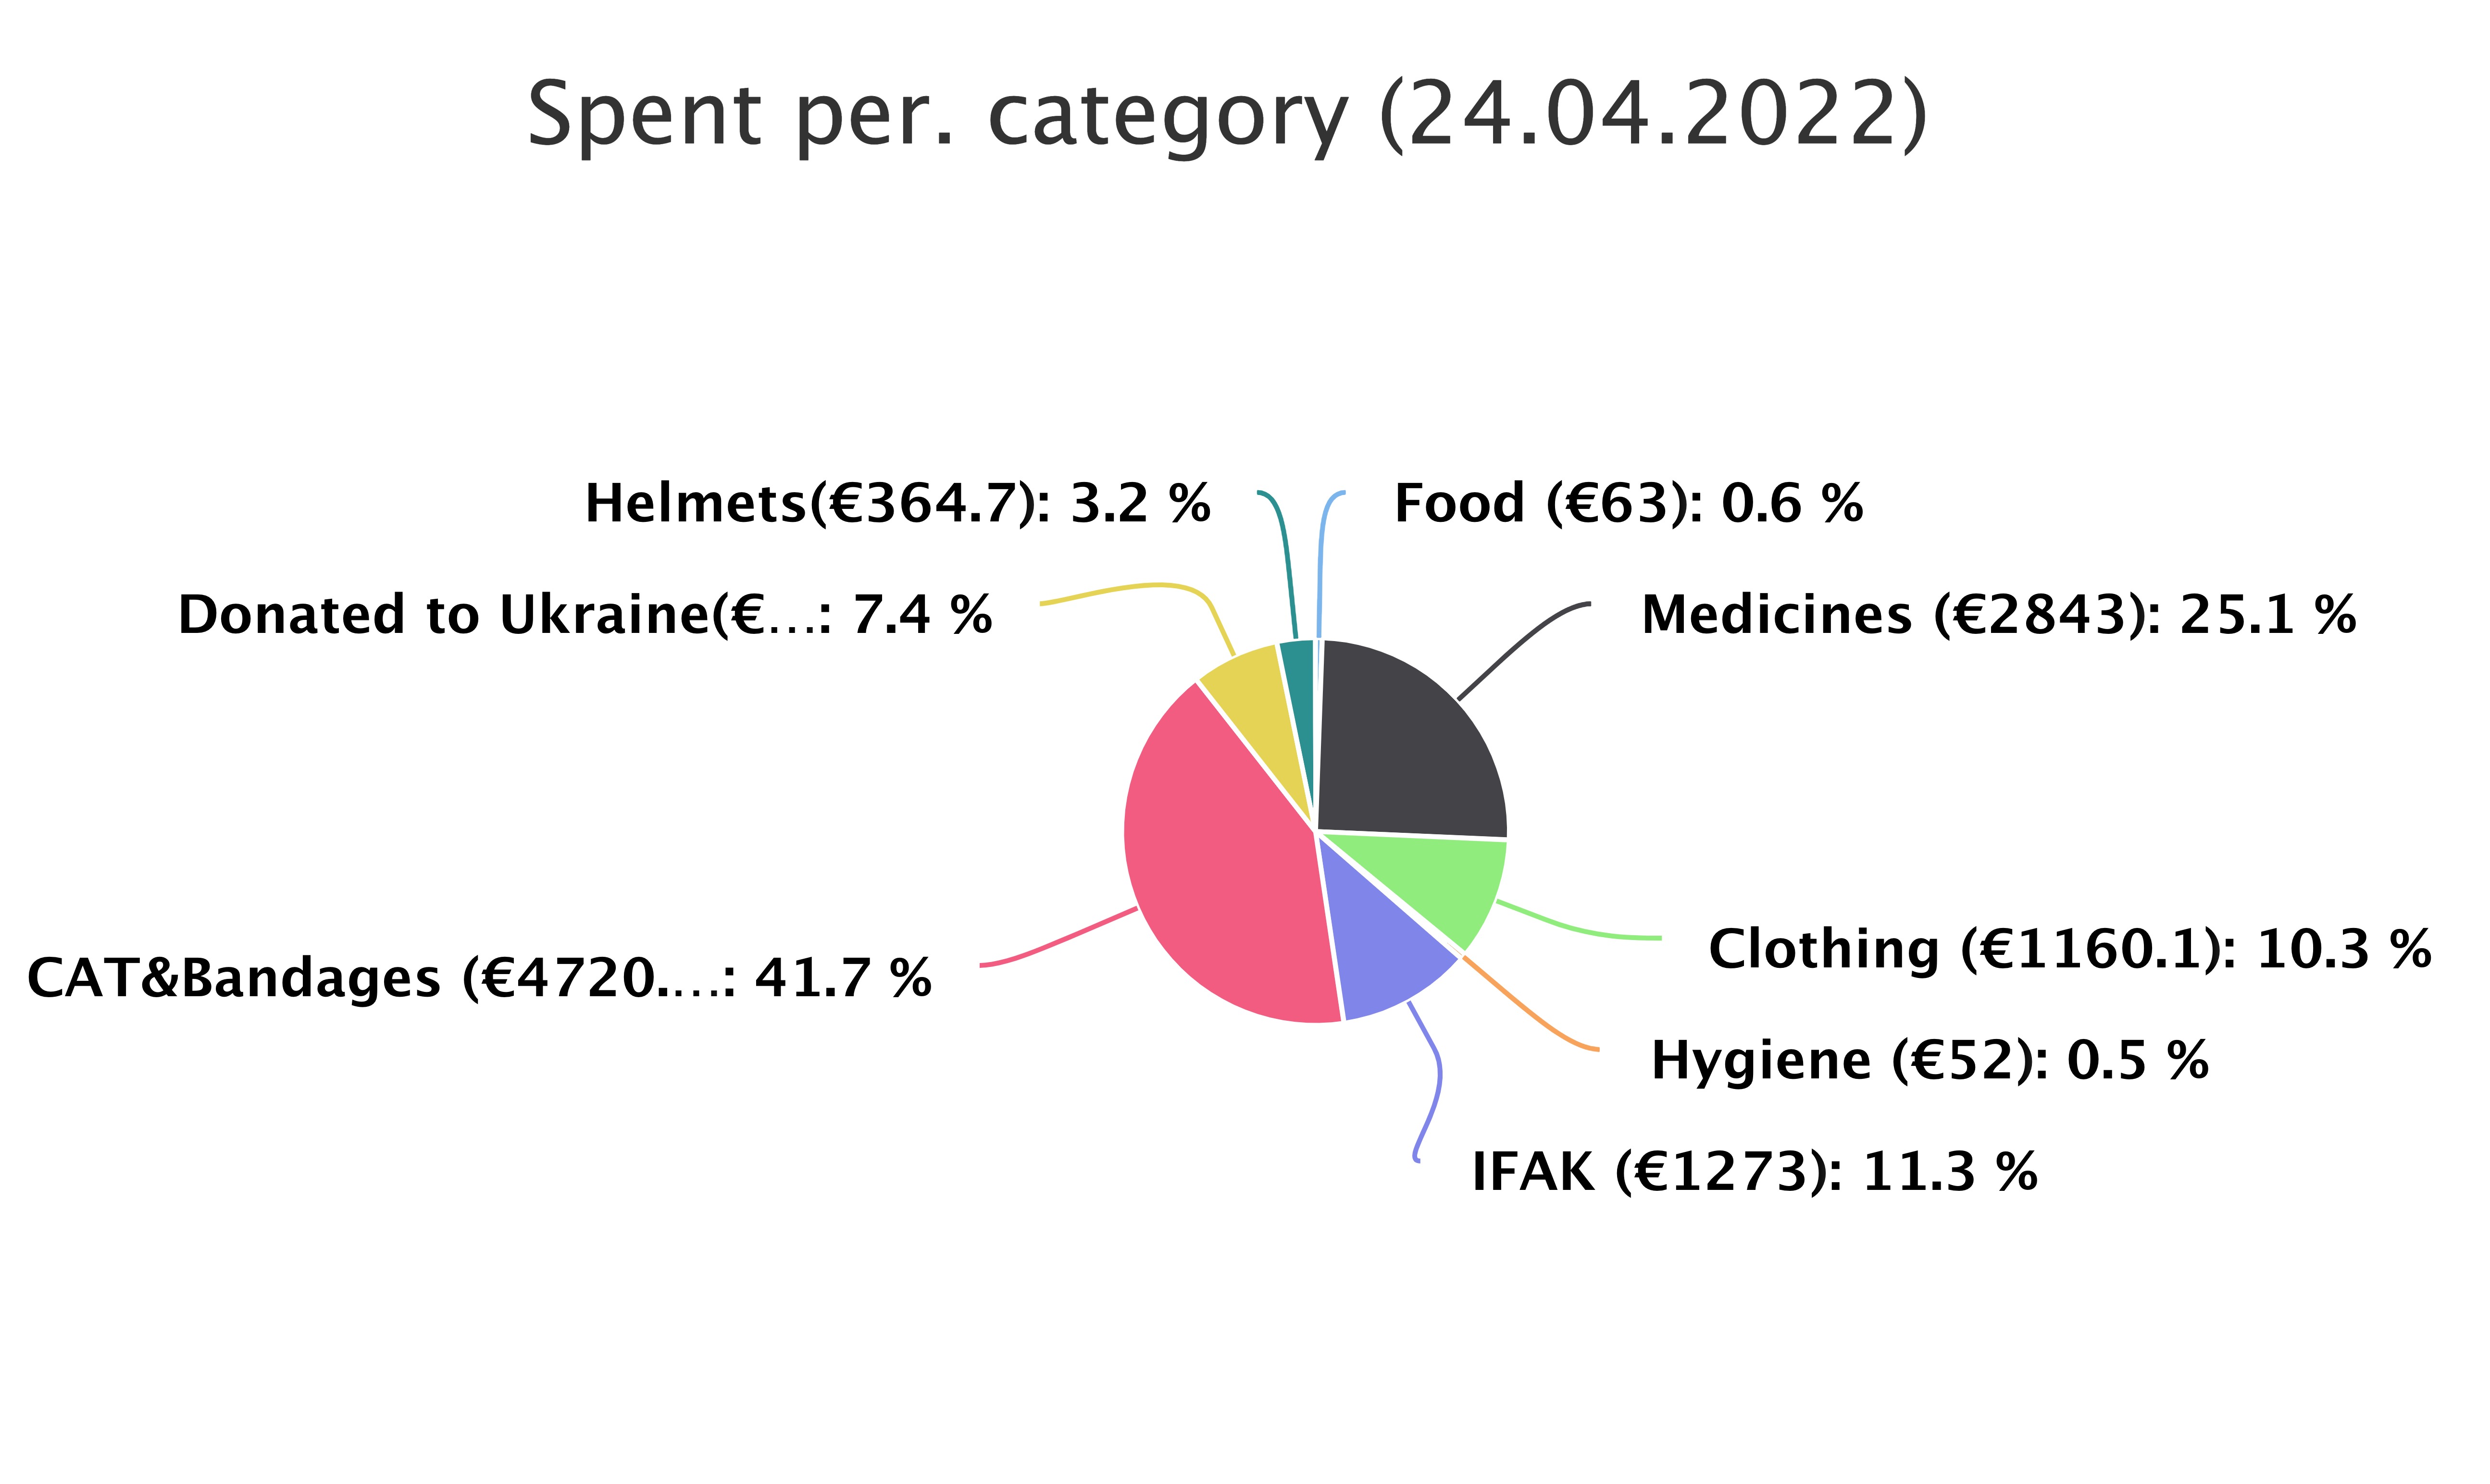 Spent per. category (24.04.2022)
Helmets(€364.7): 3.2 %
Food (€63): 0.6 %
Donated to Ukraine(€...: 7.4 %
Medicines (€2843): 25.1 %
Clothing (€1160.1): 10.3 %
CAT&Bandages (€4720....: 41.7 %
Hygiene (€52): 0.5 %
IFAK (€1273): 11.3 %